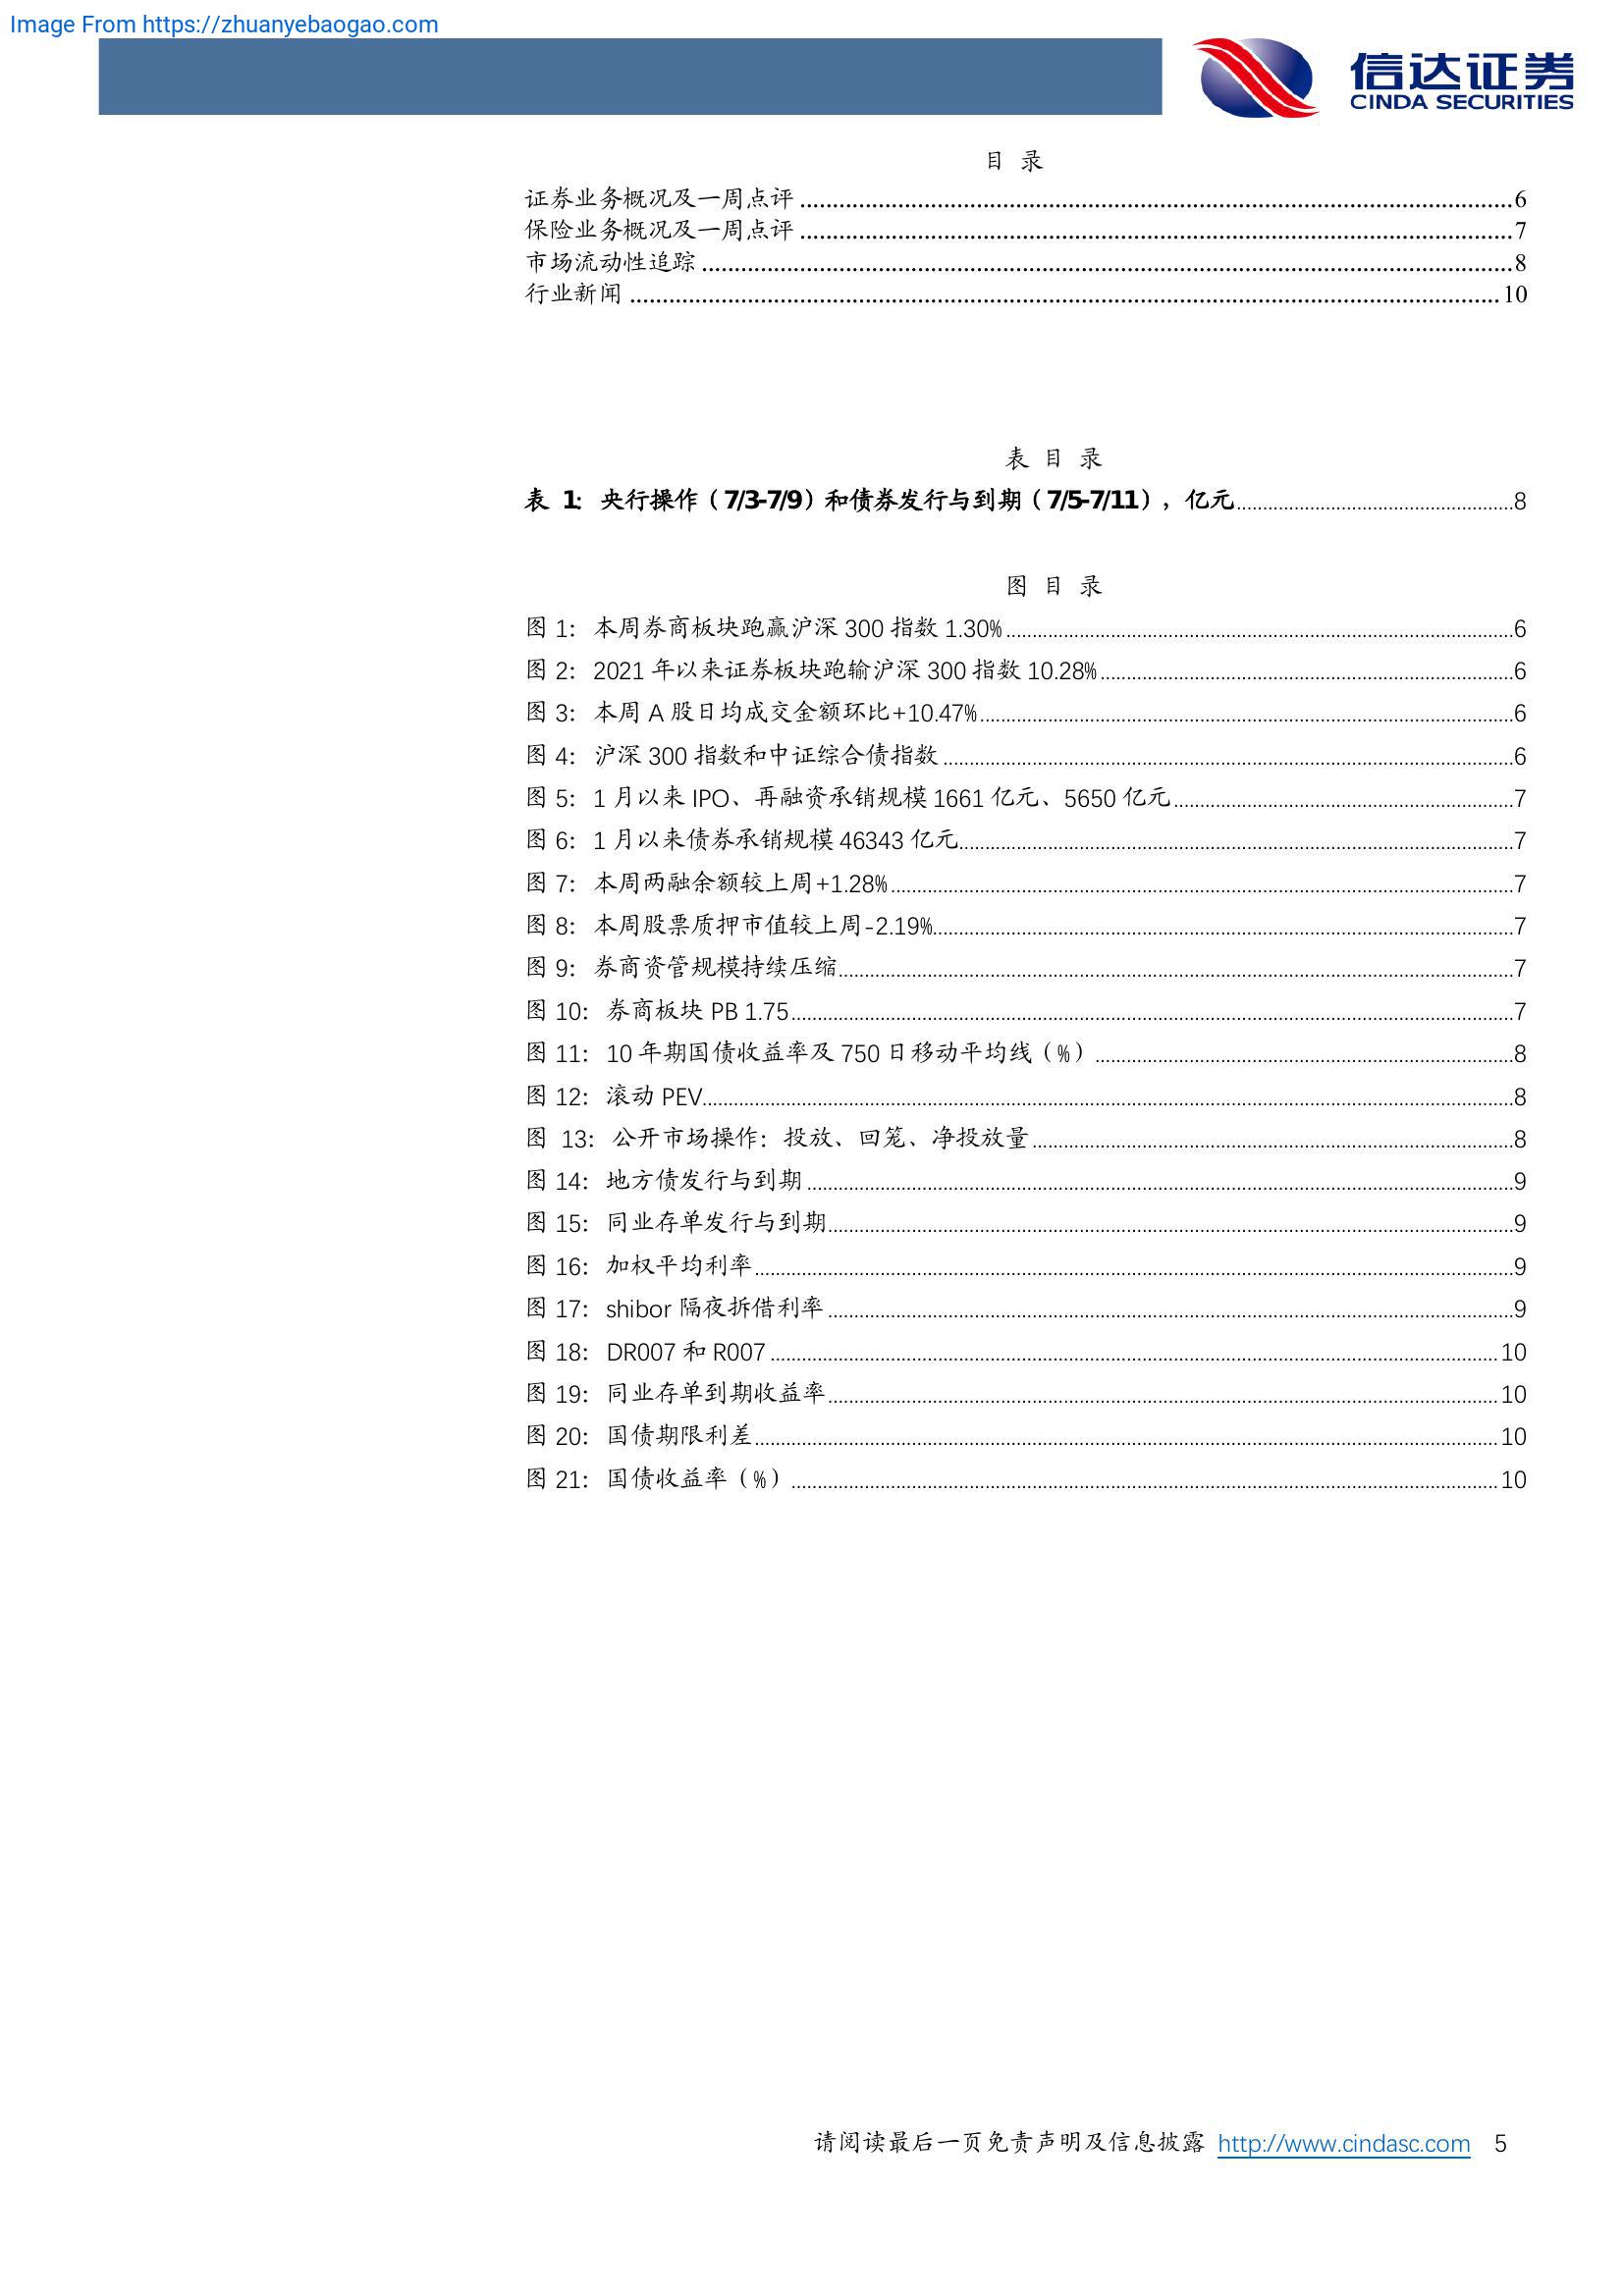 Image From https://zhuanyebaogao.com
信达证券
CINDA SECURITIES
目 录
证券业务概况及一周点评 ........................................ 6
保险业务概况及一周点评 ........................................ 7
市场流动性追踪 ........................................ 8
行业新闻 ........................................ 10
表 目 录
表 1: 央行操作（7/3-7/9）和债券发行与到期（7/5-7/11），亿元 ........................................ 8
图 目 录
图 1: 本周券商板块跑赢沪深 300 指数 1.30% ........................................ 6
图 2: 2021 年以来证券板块跑输沪深 300 指数 10.28% ........................................ 6
图 3: 本周 A 股日均成交金额环比+10.47% ........................................ 6
图 4: 沪深 300 指数和中证综合债指数 ........................................ 6
图 5: 1 月以来 IPO、再融资承销规模 1661 亿元、5650 亿元 ........................................ 7
图 6: 1 月以来债券承销规模 46343 亿元 ........................................ 7
图 7: 本周两融余额较上周+1.28% ........................................ 7
图 8: 本周股票质押市值较上周-2.19% ........................................ 7
图 9: 券商资管规模持续压缩 ........................................ 7
图 10: 券商板块 PB 1.75 ........................................ 7
图 11: 10 年期国债收益率及 750 日移动平均线（%） ........................................ 8
图 12: 滚动 PEV ........................................ 8
图 13: 公开市场操作：投放、回笼、净投放量 ........................................ 8
图 14: 地方债发行与到期 ........................................ 9
图 15: 同业存单发行与到期 ........................................ 9
图 16: 加权平均利率 ........................................ 9
图 17: shibor 隔夜拆借利率 ........................................ 9
图 18: DR007 和 R007 ........................................ 10
图 19: 同业存单到期收益率 ........................................ 10
图 20: 国债期限利差 ........................................ 10
图 21: 国债收益率（%） ........................................ 10
请阅读最后一页免责声明及信息披露 http://www.cindasc.com 5